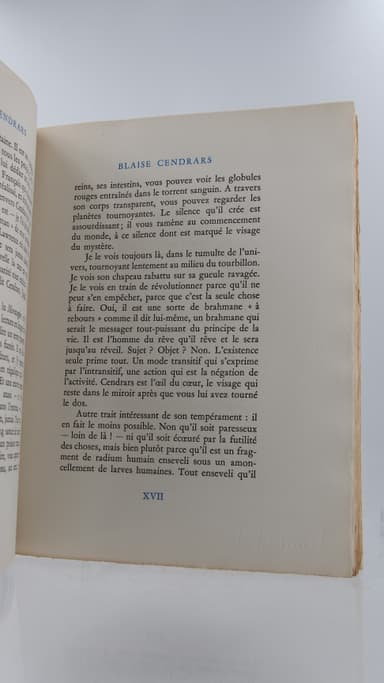 CENDRARS
BLAISE CENDRARS
reins, ses intestins, vous pouvez voir les globules
rouges entraînés dans le torrent sanguin. A travers
son corps transparent, vous pouvez regarder les
planètes tournoyantes. Le silence qu'il crée est
assourdissant ; il vous ramène au commencement
du monde, à ce silence dont est marqué le visage
du mystère.
Je le vois toujours là, dans le tumulte de l'uni-
vers, tournoyant lentement au milieu du tourbillon.
Je vois son chapeau rabattu sur sa gueule ravagée.
Je le vois en train de révolutionner parce qu'il ne
peut s'en empêcher, parce que c'est la seule chose
à faire. Oui, il est une sorte de brahmane « à
rebours » comme il dit lui-même, un brahmane qui
serait le messager tout-puissant du principe de la
vie. Il est l'homme du rêve qu'il rêve et le sera
jusqu'au réveil. Sujet ? Objet ? Non. L'existence
seule prime tout. Un mode transitif qui s'exprime
par l'intransitif, une action qui est la négation de
l'activité. Cendrars est l'œil du cœur, le visage qui
reste dans le miroir après que vous lui avez tourné
le dos.
Autre trait intéressant de son tempérament : il
en fait le moins possible. Non qu'il soit paresseux
— loin de là ! — ni qu'il soit écœuré par la futilité
des choses, mais bien plutôt parce qu'il est un frag-
ment de radium humain enseveli sous un amon-
cellement de larves humaines. Tout enseveli qu'il
XVII